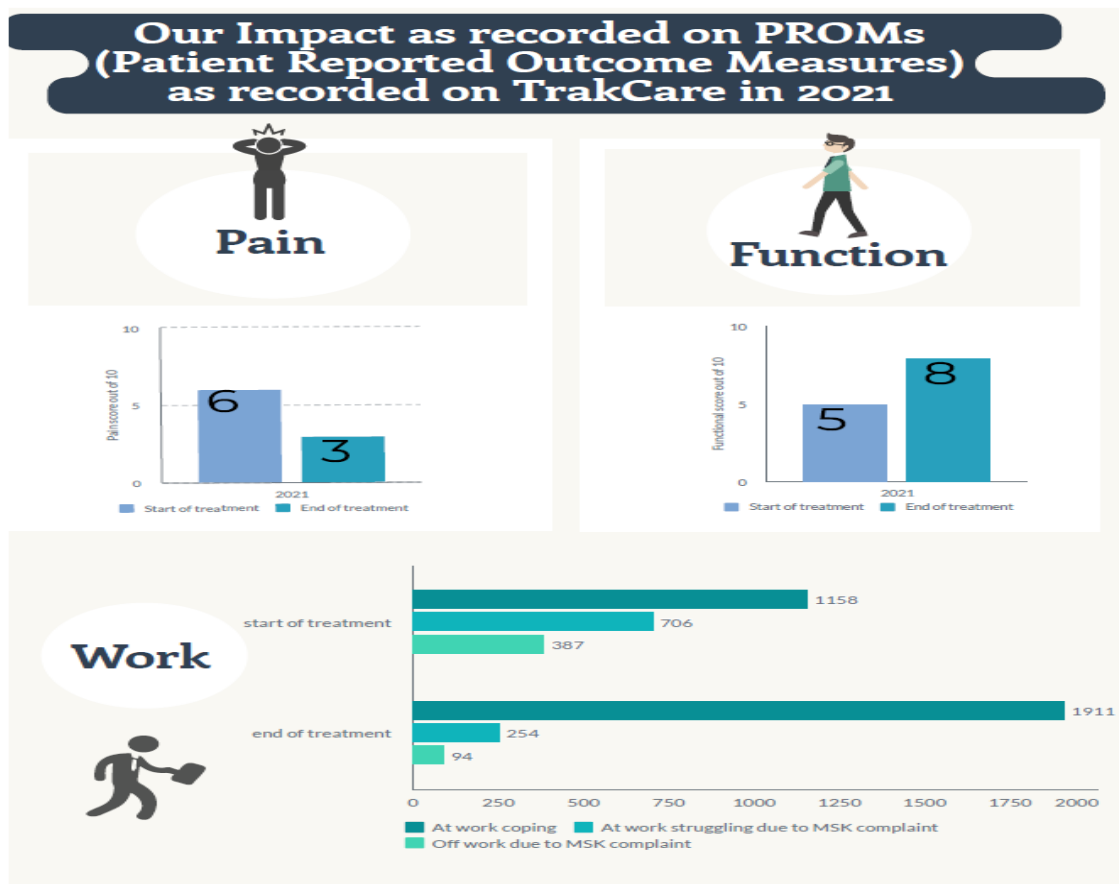 Our Impact as recorded on PROMs
(Patient Reported Outcome Measures)
as recorded on TrakCare in 2021
Pain
10
5
0
Pain score out of 10
6
3
2021
Start of treatment
End of treatment
Function
10
5
0
Functional score out of 10
5
8
2021
Start of treatment
End of treatment
Work
start of treatment
1158
706
387
end of treatment
1911
254
94
0 250 500 750 1000 1250 1500 1750 2000
At work coping
At work struggling due to MSK complaint
Off work due to MSK complaint